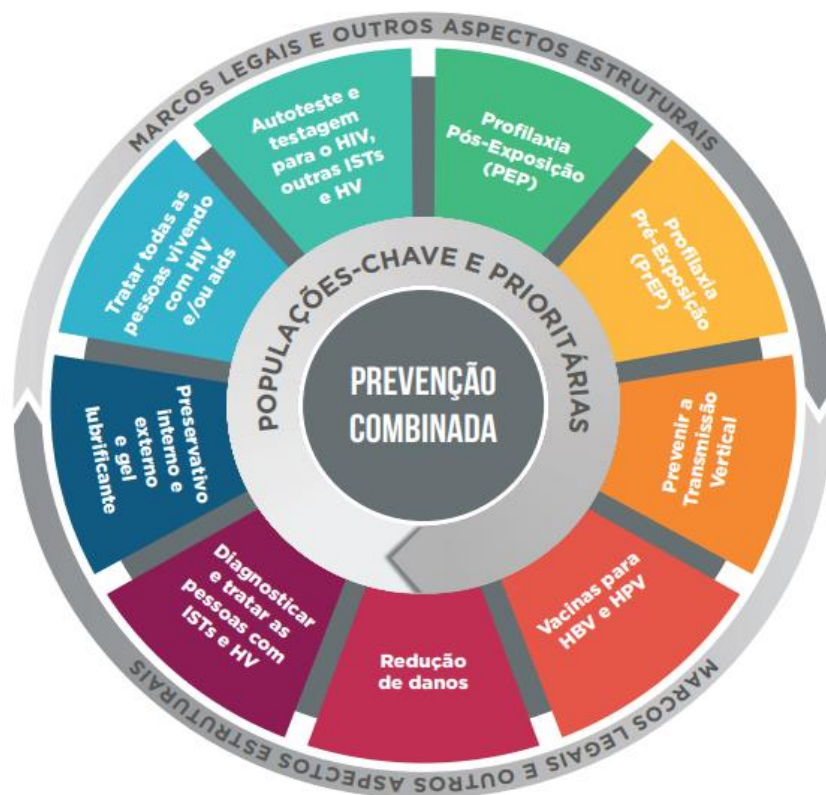 MARCOS LEGAIS E OUTROS ASPECTOS ESTRUTURAIS
Autoteste e
testagem
para o HIV,
outras ISTs
e HV
Profilaxia
Pós-Exposição
(PEP)
Profilaxia
Pré-Exposição
(PrEP)
Prevenir a
Transmissão
Vertical
Vacinas para
HBV e HPV
Redução
de danos
Diagnosticar
e tratar as
pessoas com
ISTs e HV
Preservativo
interno e
externo
e gel
lubrificante
Tratar todas as
pessoas vivendo
com HIV
e/ou aids
POPULAÇÕES-CHAVE E PRIORITÁRIAS
PREVENÇÃO
COMBINADA
MARCOS LEGAIS E OUTROS ASPECTOS ESTRUTURAIS